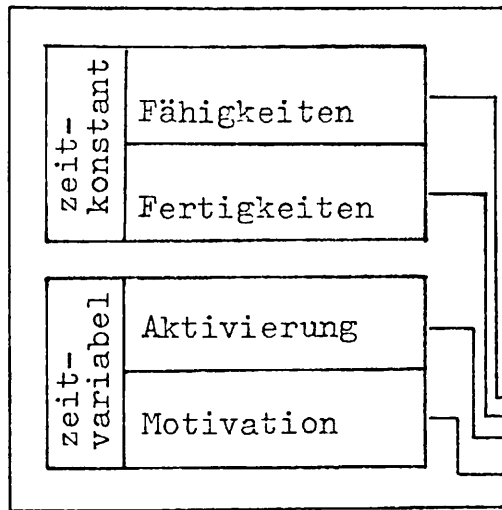 zeit-
konstant
Fähigkeiten
Fertigkeiten
zeit-
variabel
Aktivierung
Motivation